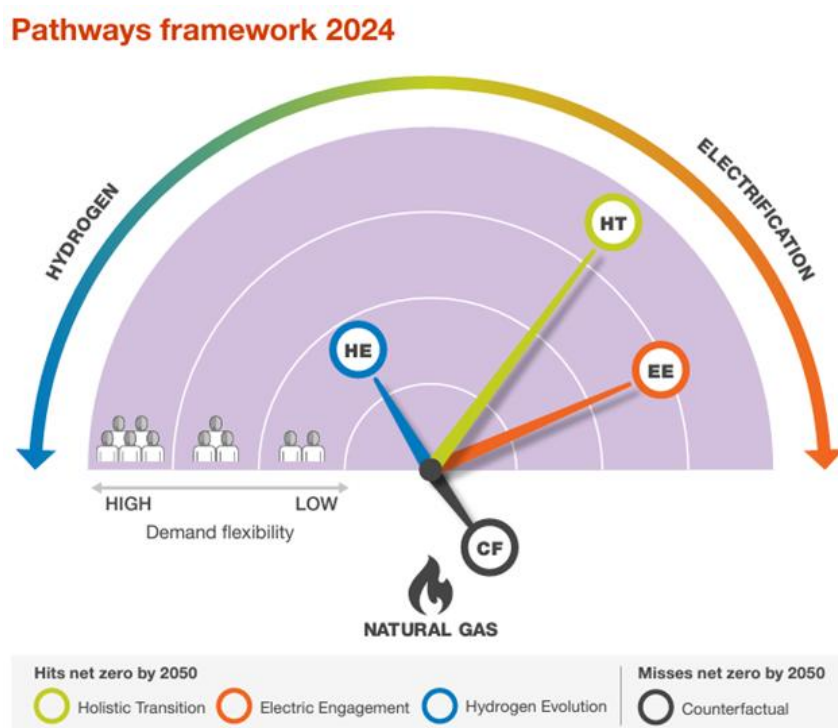 Pathways framework 2024
HYDROGEN
ELECTRIFICATION
HT
HE
EE
HIGH
LOW
Demand flexibility
CF
NATURAL GAS
Hits net zero by 2050
Misses net zero by 2050
Holistic Transition
Electric Engagement
Hydrogen Evolution
Counterfactual